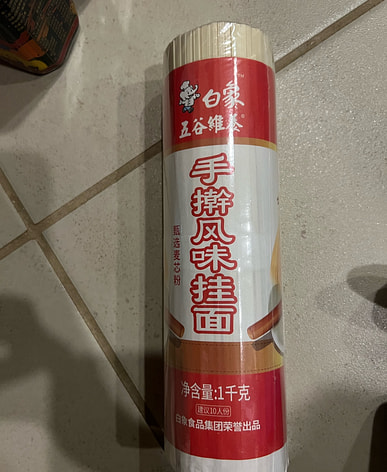 白象
五谷维養
手擀风味挂面
甄选麦芯粉
净含量:1千克
建议10人份
白象食品集团荣誉出品